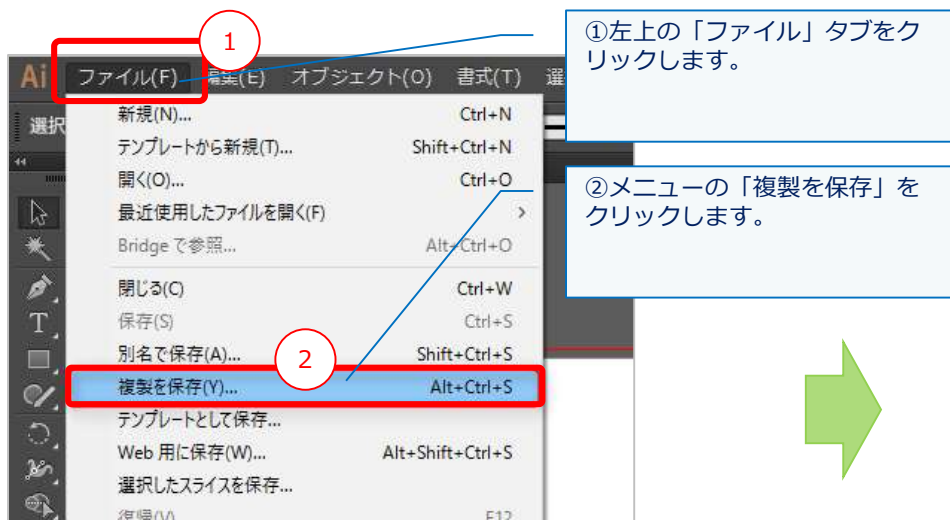 1
①左上の「ファイル」タブをク
リックします。
Ai ファイル(F) 編集(E) オブジェクト(O) 書式(T) 選
選択
新規(N)... Ctrl+N
テンプレートから新規(T)... Shift+Ctrl+N
開く(O)... Ctrl+O
最近使用したファイルを開く(F) >
Bridge で参照... Alt+Ctrl+O
②メニューの「複製を保存」を
クリックします。
閉じる(C) Ctrl+W
保存(S) Ctrl+S
別名で保存(A)... Shift+Ctrl+S
2
複製を保存(Y)... Alt+Ctrl+S
テンプレートとして保存...
Web 用に保存(W)... Alt+Shift+Ctrl+S
選択したスライスを保存...
復帰(V) F12